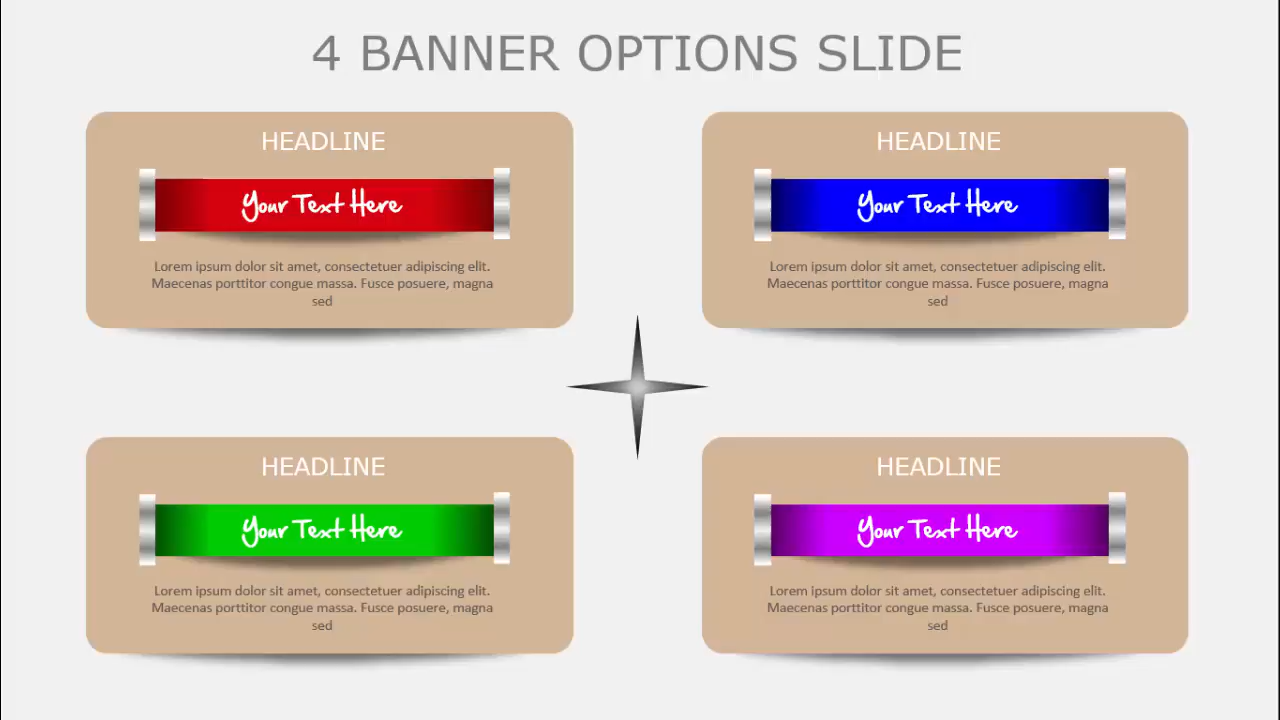 4 BANNER OPTIONS SLIDE
HEADLINE
Your Text Here
Lorem ipsum dolor sit amet, consectetuer adipiscing elit.
Maecenas porttitor congue massa. Fusce posuere, magna
sed
HEADLINE
Your Text Here
Lorem ipsum dolor sit amet, consectetuer adipiscing elit.
Maecenas porttitor congue massa. Fusce posuere, magna
sed
HEADLINE
Your Text Here
Lorem ipsum dolor sit amet, consectetuer adipiscing elit.
Maecenas porttitor congue massa. Fusce posuere, magna
sed
HEADLINE
Your Text Here
Lorem ipsum dolor sit amet, consectetuer adipiscing elit.
Maecenas porttitor congue massa. Fusce posuere, magna
sed